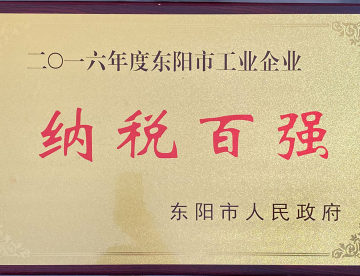 二〇一六年度东阳市工业企业
纳税百强
东阳市人民政府